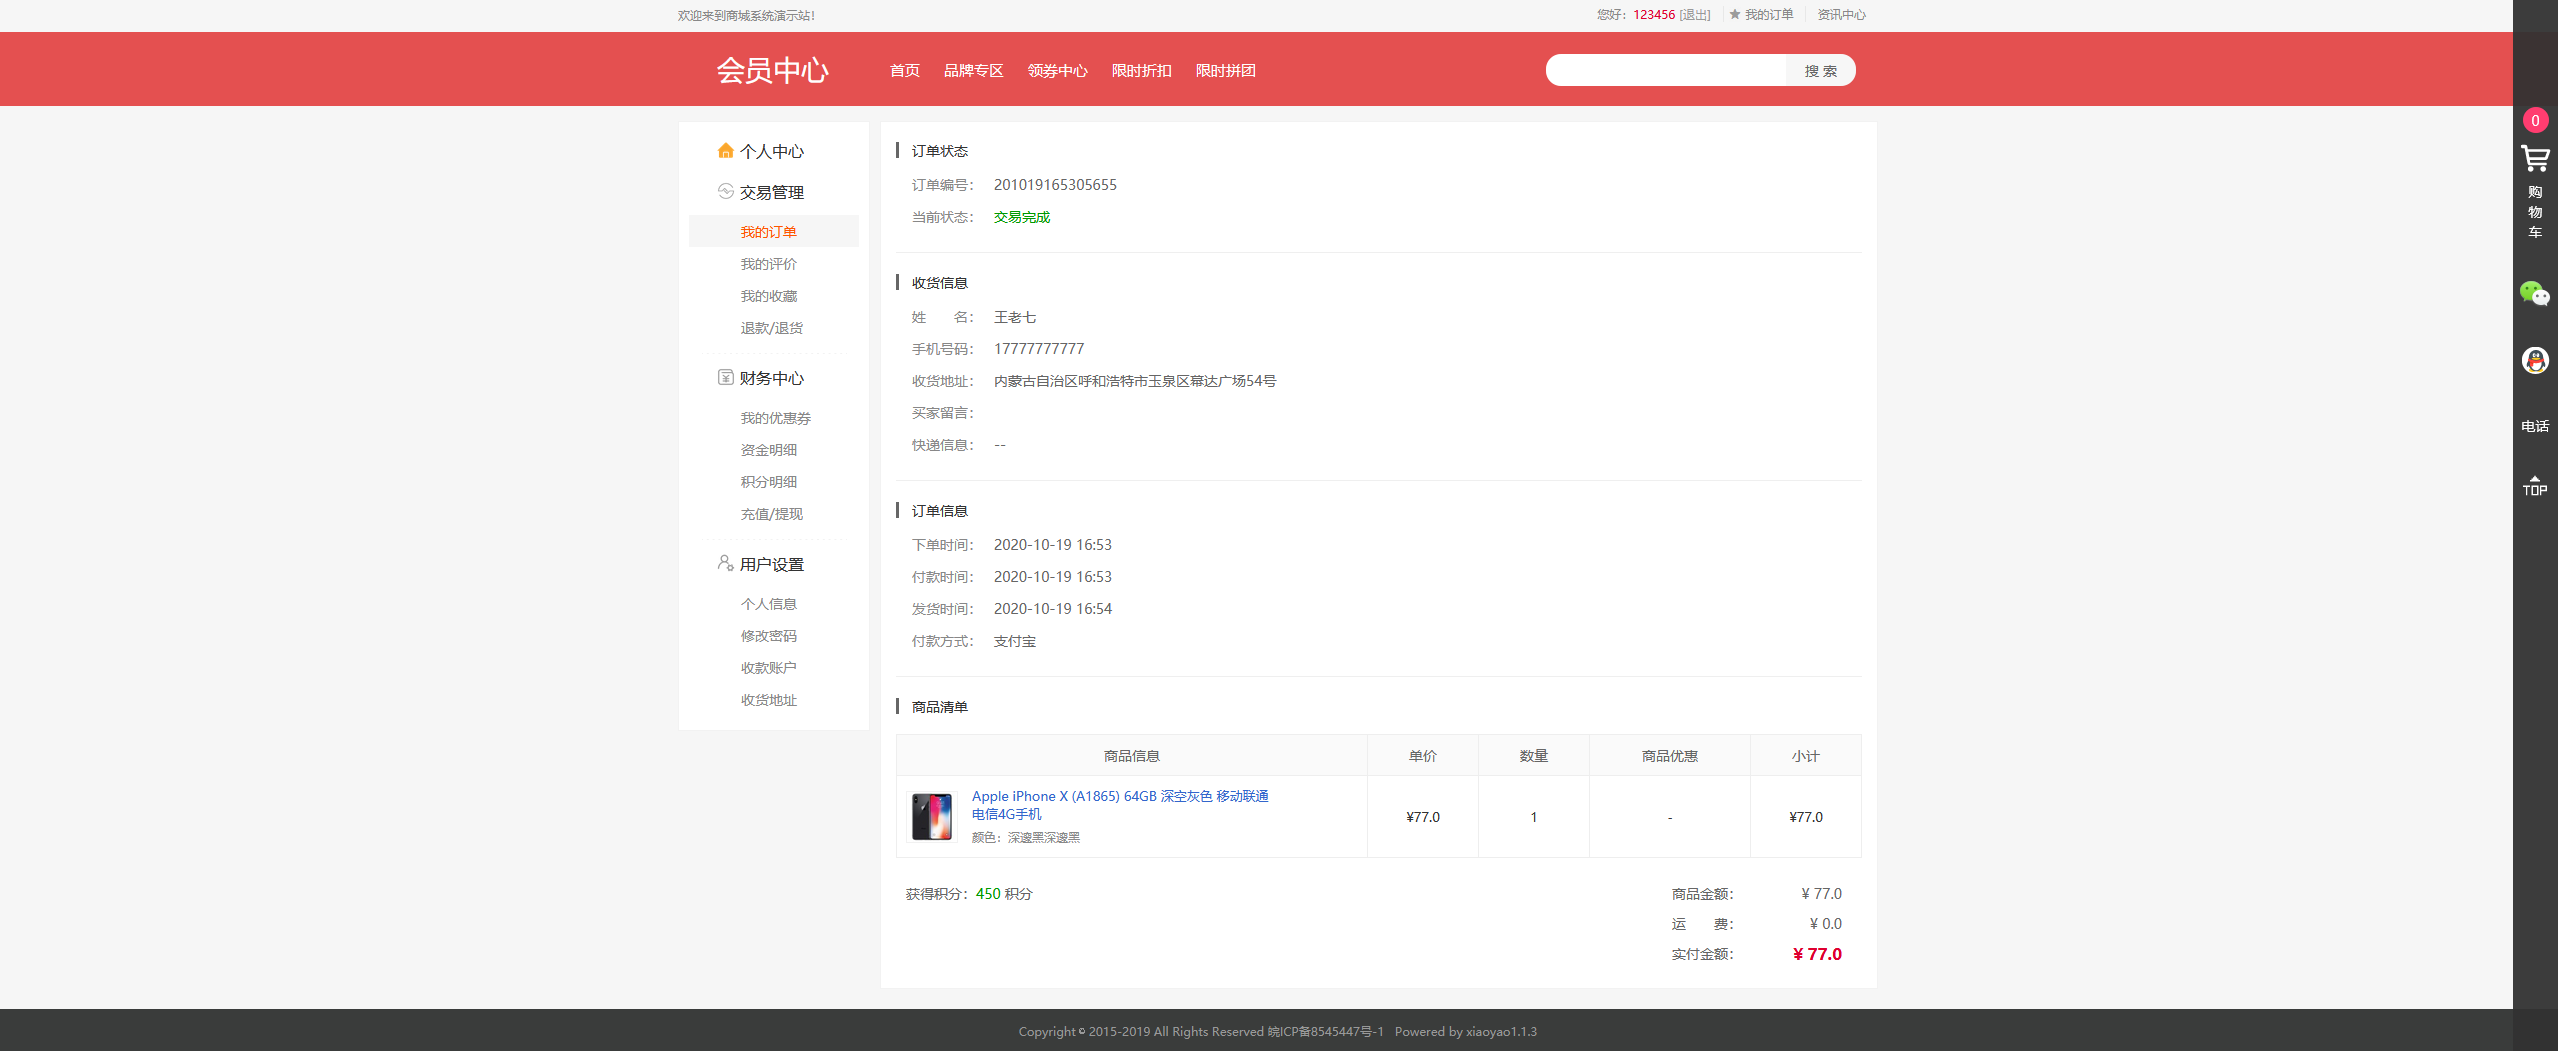 欢迎来到商城系统演示站！
您好：123456 [退出] 我的订单 资讯中心
会员中心 首页 品牌专区 领券中心 限时折扣 限时拼团 搜 索
个人中心
交易管理
我的订单
我的评价
我的收藏
退款/退货
财务中心
我的优惠券
资金明细
积分明细
充值/提现
用户设置
个人信息
修改密码
收款账户
收货地址
订单状态
订单编号： 201019165305655
当前状态： 交易完成
收货信息
姓 名： 王老七
手机号码： 17777777777
收货地址： 内蒙古自治区呼和浩特市玉泉区幕达广场54号
买家留言：
快递信息： --
订单信息
下单时间： 2020-10-19 16:53
付款时间： 2020-10-19 16:53
发货时间： 2020-10-19 16:54
付款方式： 支付宝
商品清单
商品信息 单价 数量 商品优惠 小计
Apple iPhone X (A1865) 64GB 深空灰色 移动联通
电信4G手机
颜色：深邃黑深邃黑
¥77.0 1 - ¥77.0
获得积分：450 积分
商品金额： ¥ 77.0
运 费： ¥ 0.0
实付金额： ¥ 77.0
0
购
物
车
电话
TOP
Copyright © 2015-2019 All Rights Reserved 皖ICP备8545447号-1 Powered by xiaoyao1.1.3